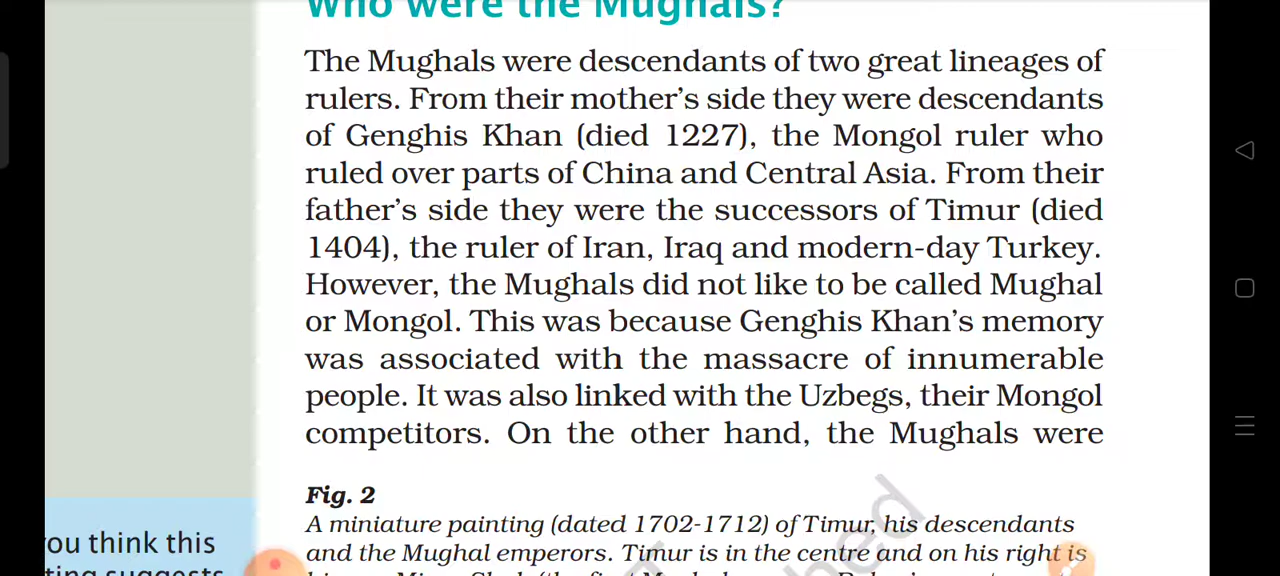 Who were the Mughals?
The Mughals were descendants of two great lineages of
rulers. From their mother's side they were descendants
of Genghis Khan (died 1227), the Mongol ruler who
ruled over parts of China and Central Asia. From their
father's side they were the successors of Timur (died
1404), the ruler of Iran, Iraq and modern-day Turkey.
However, the Mughals did not like to be called Mughal
or Mongol. This was because Genghis Khan's memory
was associated with the massacre of innumerable
people. It was also linked with the Uzbegs, their Mongol
competitors. On the other hand, the Mughals were
Fig. 2
A miniature painting (dated 1702-1712) of Timur, his descendants
and the Mughal emperors. Timur is in the centre and on his right is
you think this